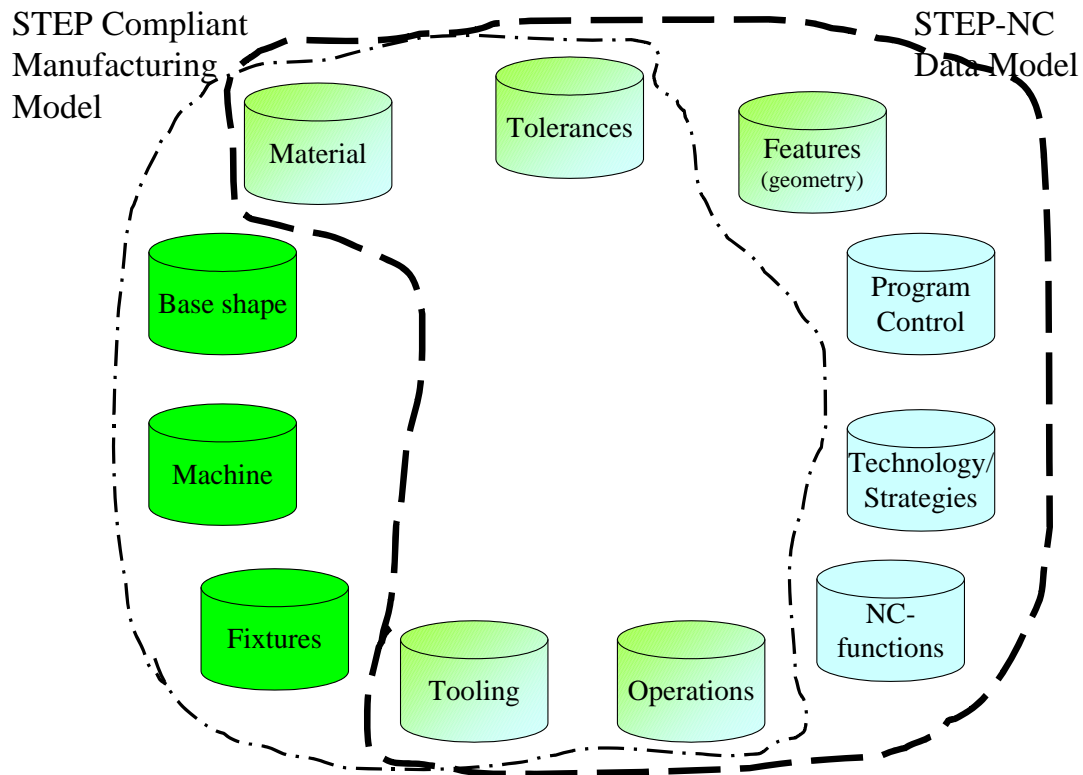 STEP Compliant
Manufacturing
Model
STEP-NC
Data Model
Material
Tolerances
Features
(geometry)
Base shape
Program
Control
Machine
Technology/
Strategies
Fixtures
NC-
functions
Tooling
Operations